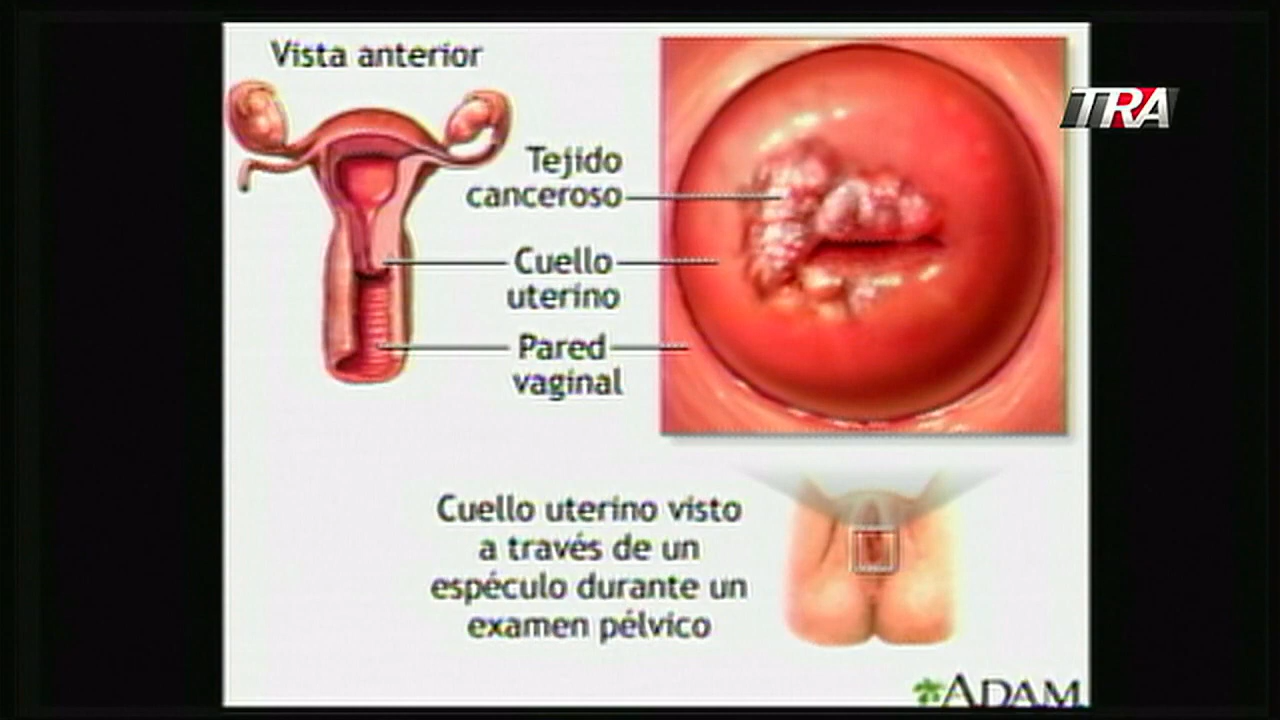 Vista anterior
TRA
Tejido
canceroso
Cuello
uterino
Pared
vaginal
Cuello uterino visto
a través de un
espéculo durante un
examen pélvico
ADAM